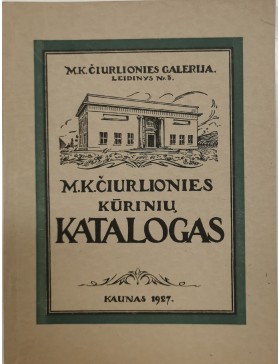 M.K. ČIURLIONIES GALERIJA.
LEIDINYS Nr. 3.
M.K. ČIURLIONIES
KŪRINIŲ
KATALOGAS
KAUNAS 1927.